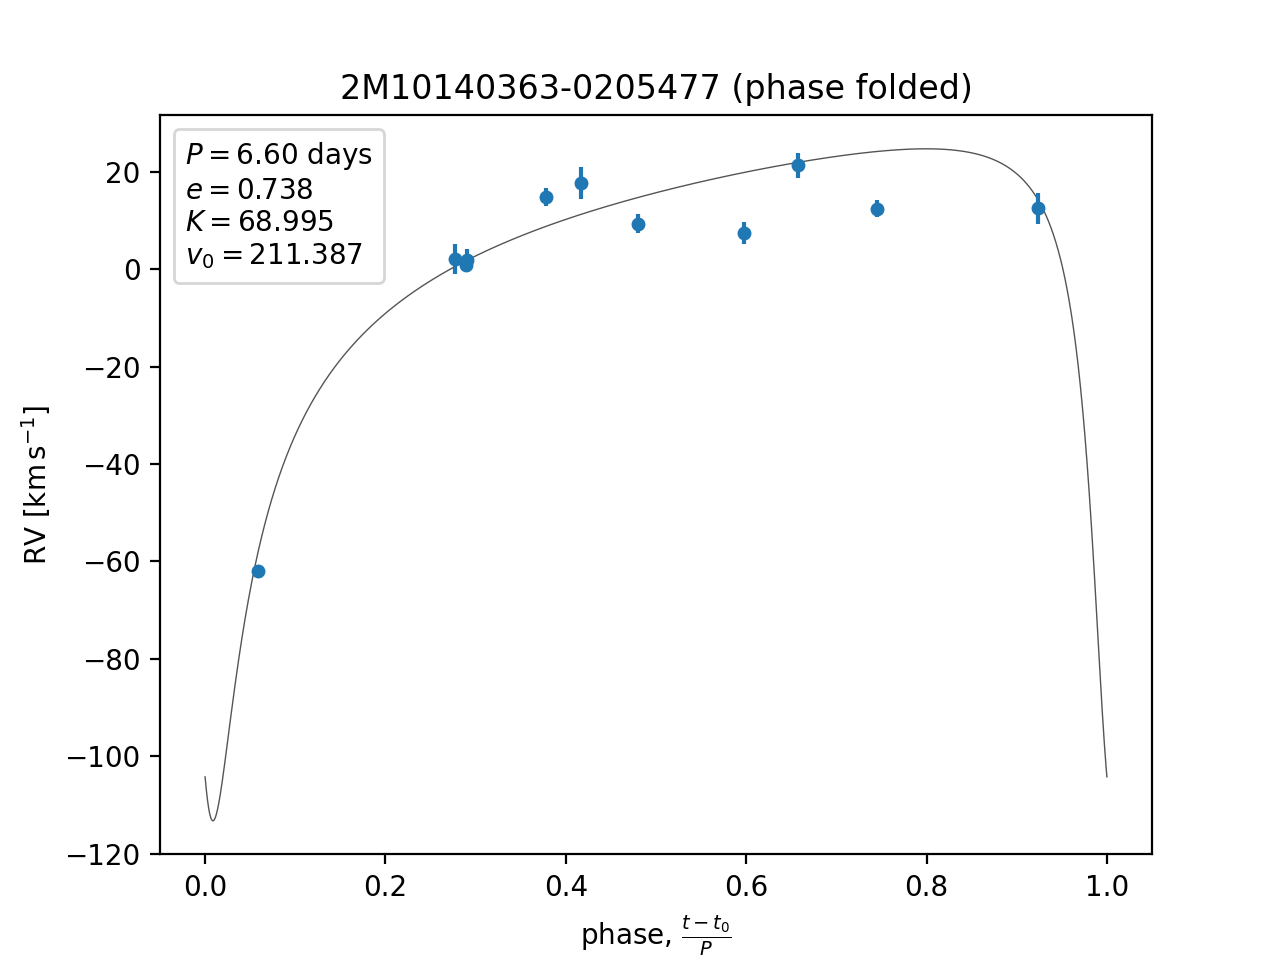 2M10140363-0205477 (phase folded)
P = 6.60 days
e = 0.738
K = 68.995
v₀ = 211.387
20
0
−20
−40
−60
−80
−100
−120
RV [km s⁻¹]
0.0 0.2 0.4 0.6 0.8 1.0
phase, (t − t₀)/P